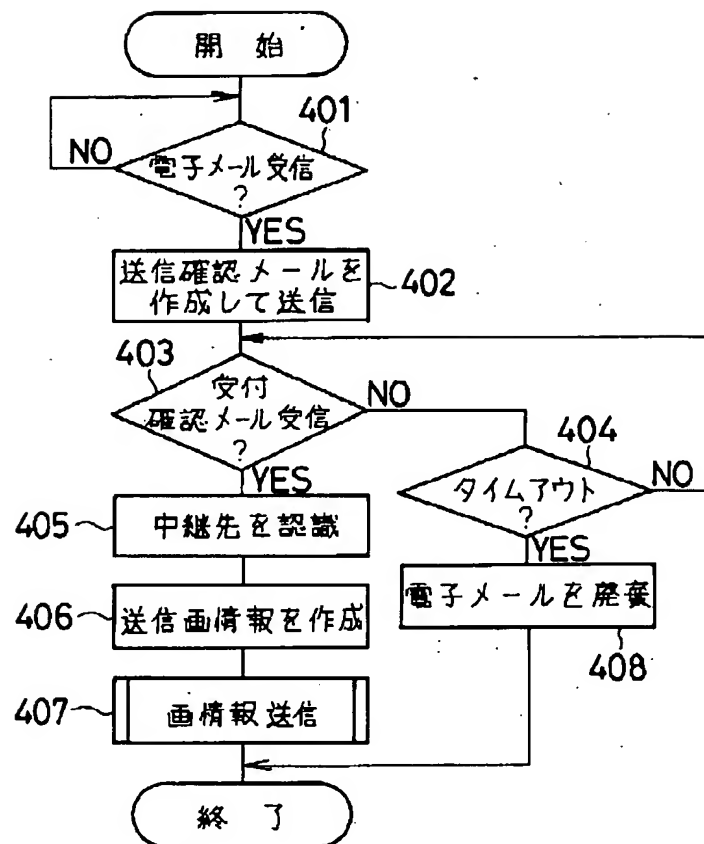 開始
401
NO
電子メール受信
?
YES
送信確認メールを
作成して送信
402
403
受付
確認メール受信
?
NO
YES
404
タイムアウト
?
NO
YES
405
中継先を認識
電子メールを廃棄
408
406
送信画情報を作成
407
画情報送信
終了